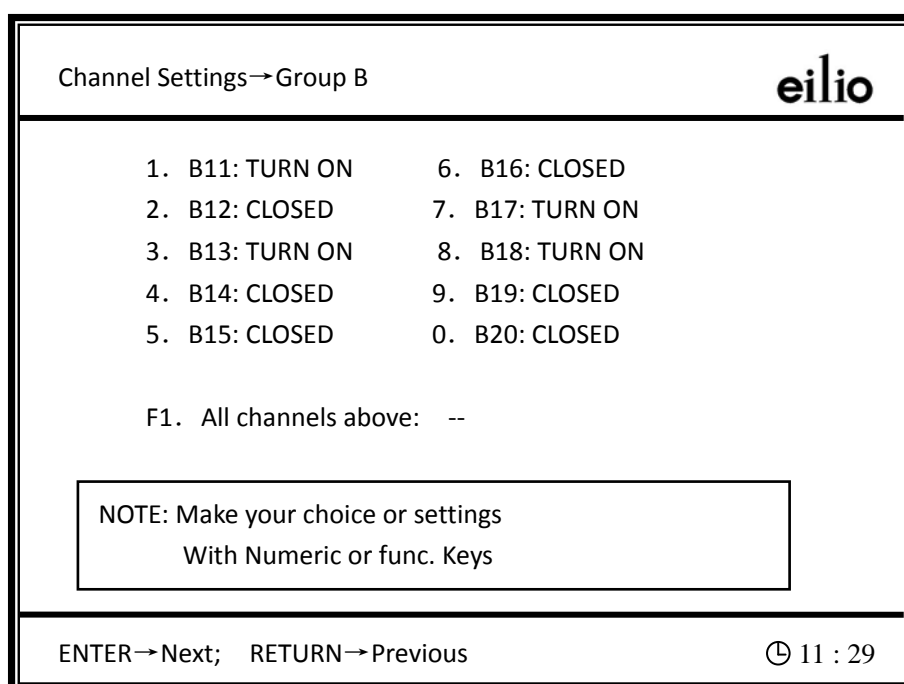 Channel Settings→Group B
eilio
1. B11: TURN ON 6. B16: CLOSED
2. B12: CLOSED 7. B17: TURN ON
3. B13: TURN ON 8. B18: TURN ON
4. B14: CLOSED 9. B19: CLOSED
5. B15: CLOSED 0. B20: CLOSED
F1. All channels above: --
NOTE: Make your choice or settings
With Numeric or func. Keys
ENTER→Next; RETURN→Previous 11 : 29